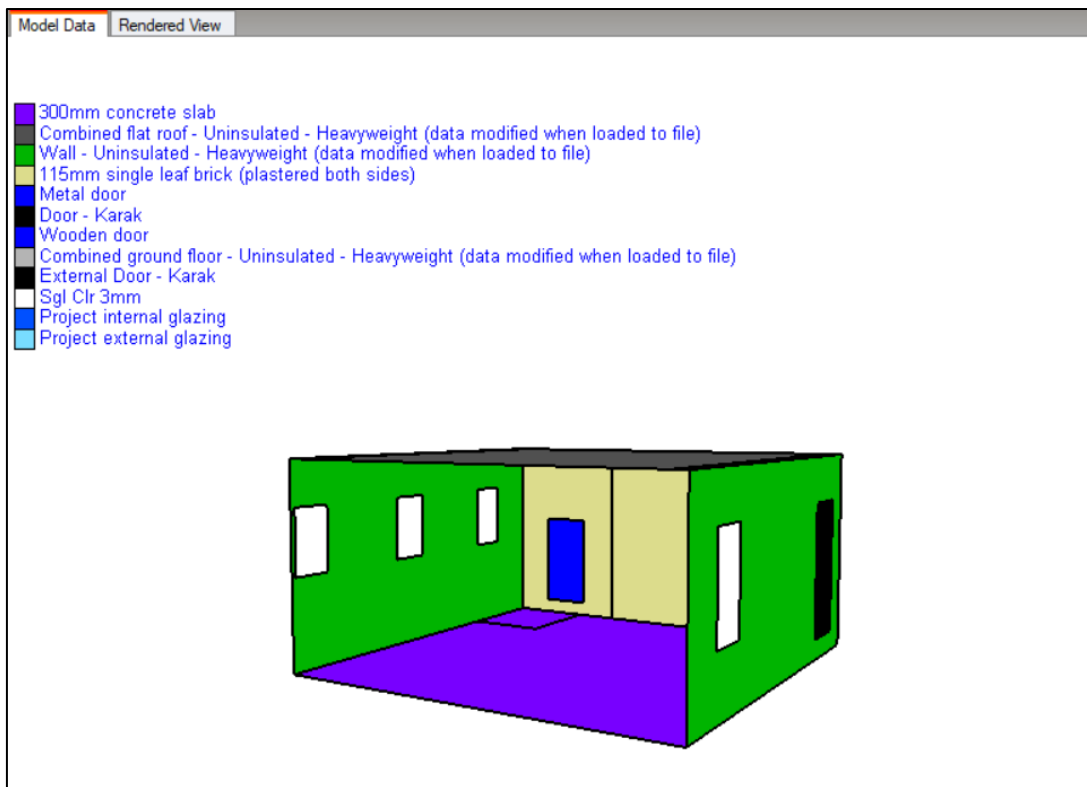 Model Data
Rendered View
300mm concrete slab
Combined flat roof - Uninsulated - Heavyweight (data modified when loaded to file)
Wall - Uninsulated - Heavyweight (data modified when loaded to file)
115mm single leaf brick (plastered both sides)
Metal door
Door - Karak
Wooden door
Combined ground floor - Uninsulated - Heavyweight (data modified when loaded to file)
External Door - Karak
Sgl Clr 3mm
Project internal glazing
Project external glazing